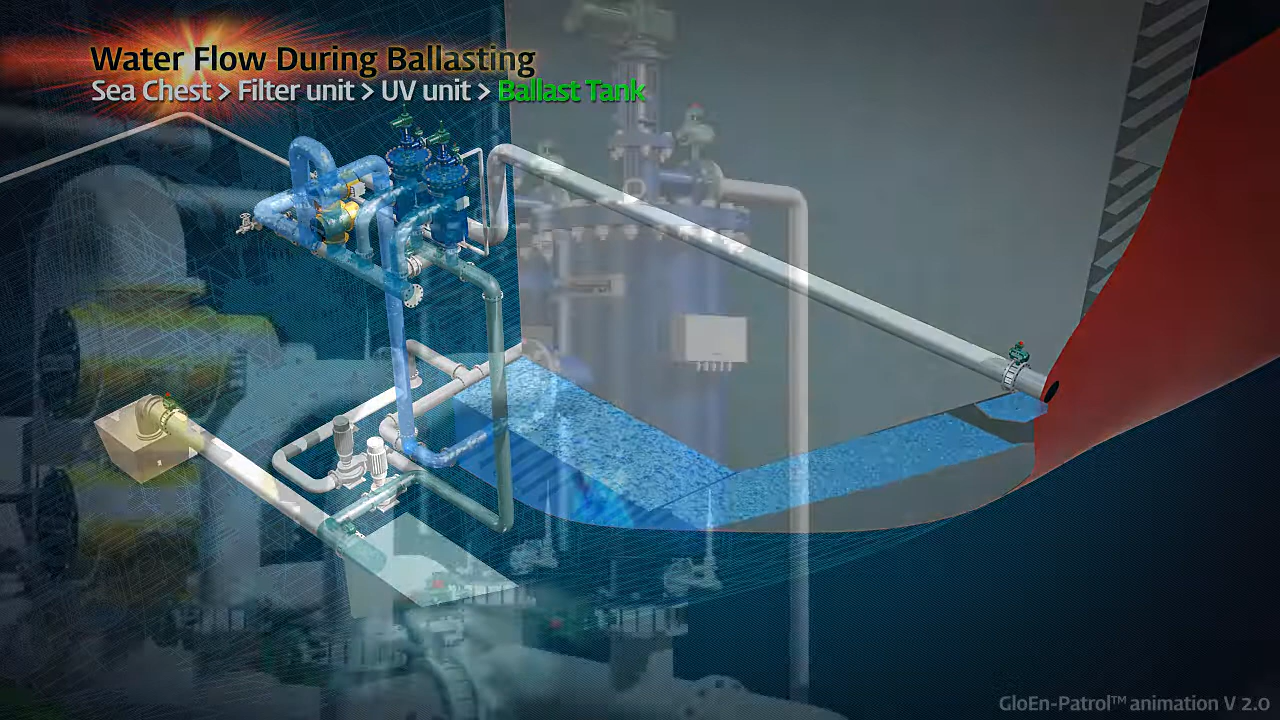 Water Flow During Ballasting
Sea Chest > Filter unit > UV unit > Ballast Tank
GloEn-Patrol™ animation V 2.0